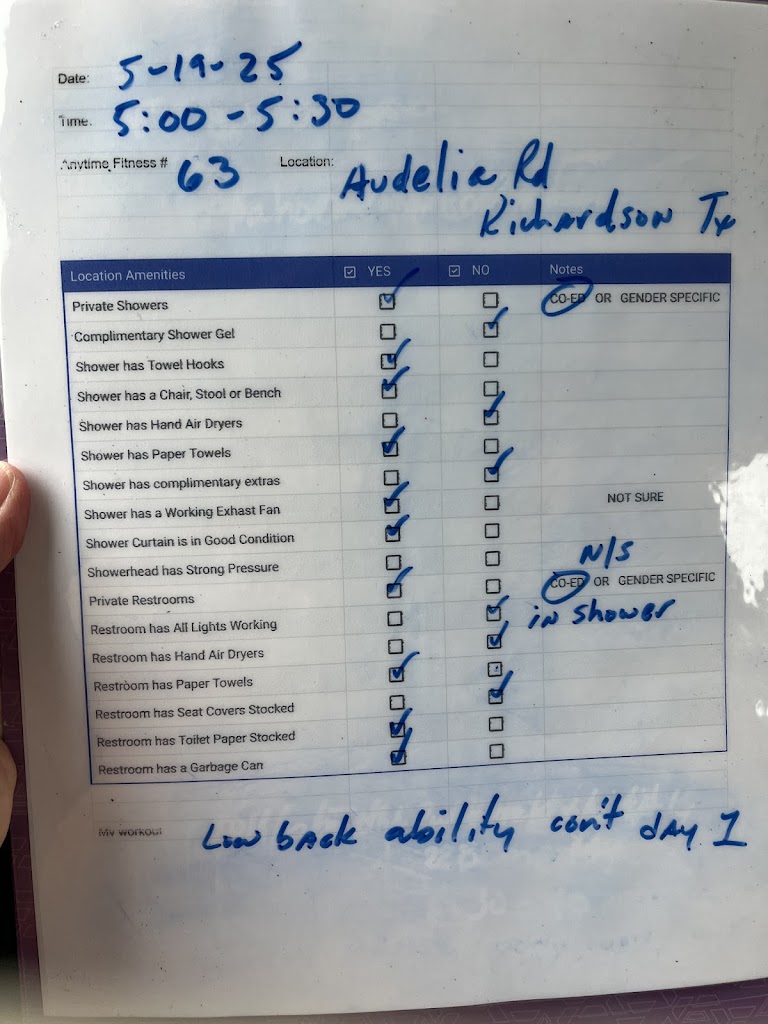 Date: 5-19-25
Time. 5:00 - 5:30
Anytime Fitness # 63 Location: Audelia Rd
Richardson Tx
Location Amenities ☑ YES ☑ NO Notes
Private Showers ☑ ☐ CO-ED OR GENDER SPECIFIC
Complimentary Shower Gel ☐ ☑
Shower has Towel Hooks ☑ ☐
Shower has a Chair, Stool or Bench ☑ ☐
Shower has Hand Air Dryers ☐ ☑
Shower has Paper Towels ☑ ☐
Shower has complimentary extras ☐ ☑
Shower has a Working Exhast Fan ☑ ☐ NOT SURE
Shower Curtain is in Good Condition ☑ ☐
Showerhead has Strong Pressure ☐ ☐ N/S
Private Restrooms ☑ ☐ CO-ED OR GENDER SPECIFIC
Restroom has All Lights Working ☐ ☑ in shower
Restroom has Hand Air Dryers ☐ ☑
Restroom has Paper Towels ☑ ☐
Restroom has Seat Covers Stocked ☐ ☑
Restroom has Toilet Paper Stocked ☑ ☐
Restroom has a Garbage Can ☑ ☐
My workout Low back ability con't day 1